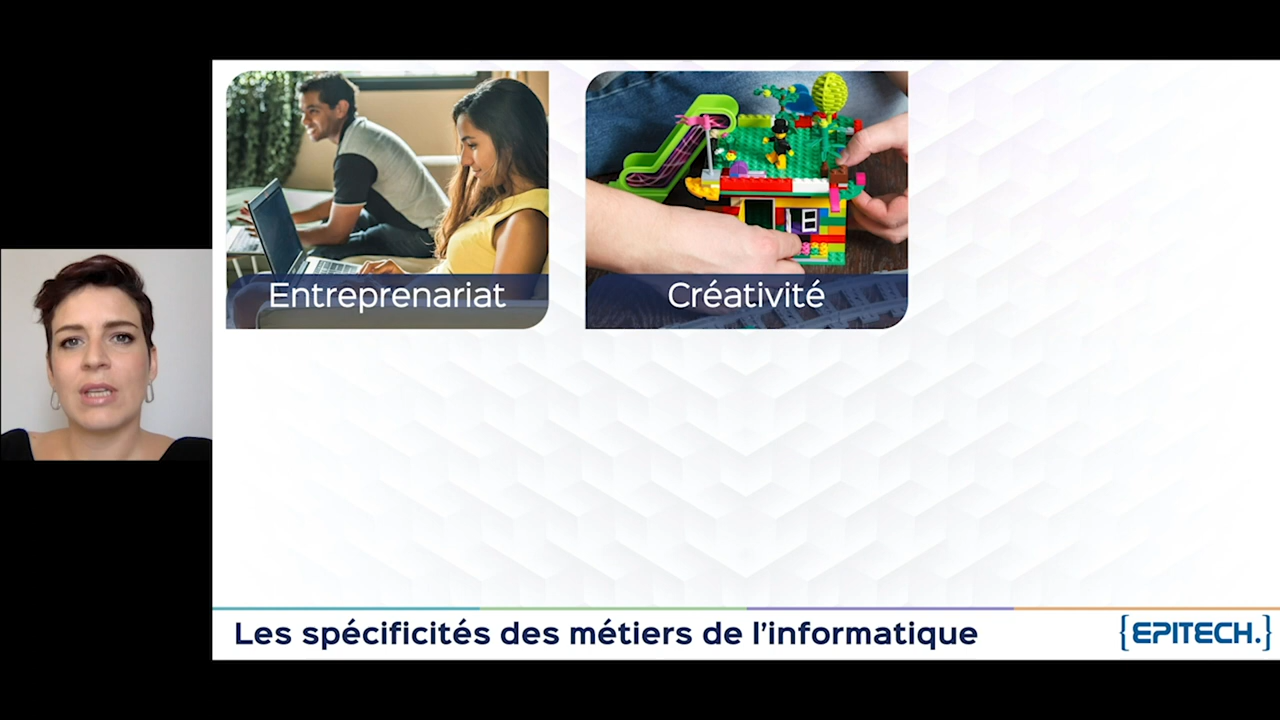 Entreprenariat
Créativité
Les spécificités des métiers de l'informatique
{EPITECH.}